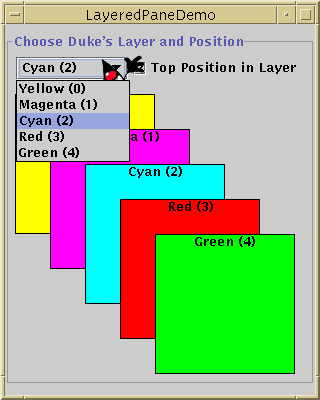 LayeredPaneDemo
Choose Duke's Layer and Position
Cyan (2)
Top Position in Layer
Yellow (0)
Magenta (1)
Cyan (2)
Red (3)
Green (4)
a (1)
Cyan (2)
Red (3)
Green (4)